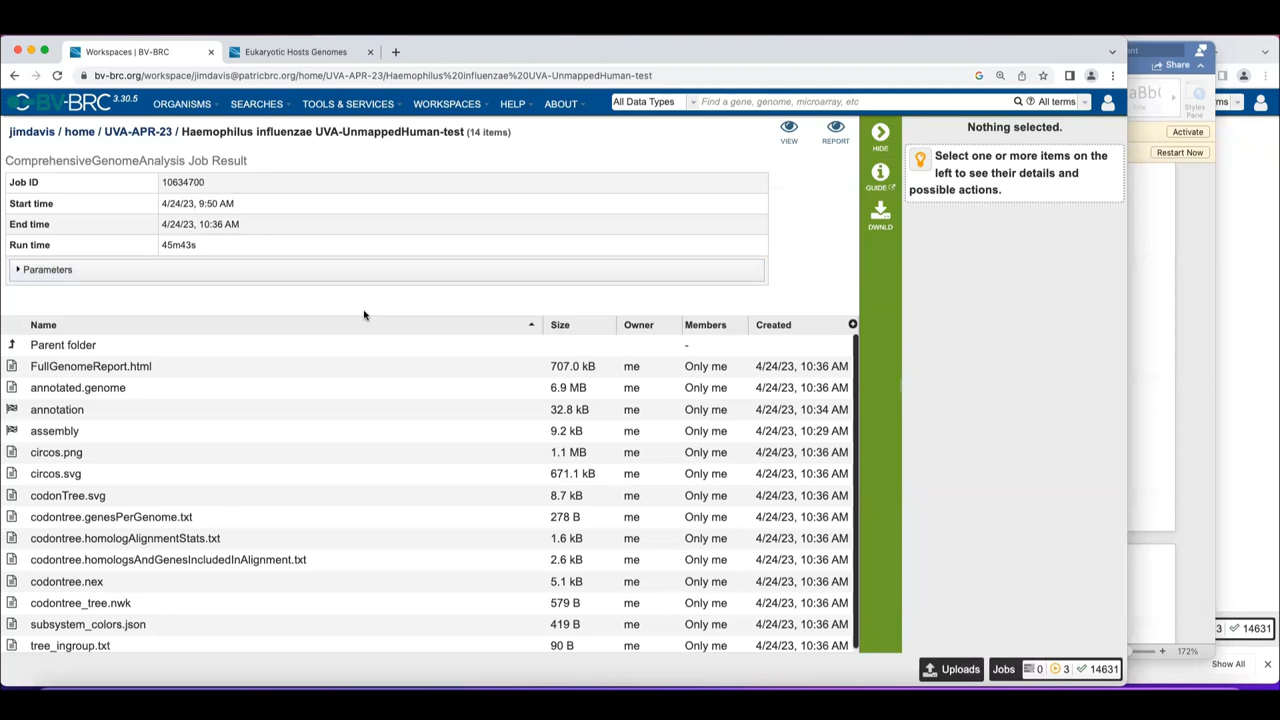 Workspaces | BV-BRC
Eukaryotic Hosts Genomes
bv-brc.org/workspace/jimdavis@patricbrc.org/home/UVA-APR-23/Haemophilus%20influenzae%20UVA-UnmappedHuman-test
BV-BRC 3.30.5 ORGANISMS SEARCHES TOOLS & SERVICES WORKSPACES HELP ABOUT All Data Types Find a gene, genome, microarray, etc All terms
jimdavis / home / UVA-APR-23 / Haemophilus influenzae UVA-UnmappedHuman-test (14 items)
VIEW REPORT
ComprehensiveGenomeAnalysis Job Result
Job ID 10634700
Start time 4/24/23, 9:50 AM
End time 4/24/23, 10:36 AM
Run time 45m43s
Parameters
Name Size Owner Members Created
Parent folder -
FullGenomeReport.html 707.0 kB me Only me 4/24/23, 10:36 AM
annotated.genome 6.9 MB me Only me 4/24/23, 10:36 AM
annotation 32.8 kB me Only me 4/24/23, 10:34 AM
assembly 9.2 kB me Only me 4/24/23, 10:29 AM
circos.png 1.1 MB me Only me 4/24/23, 10:36 AM
circos.svg 671.1 kB me Only me 4/24/23, 10:36 AM
codonTree.svg 8.7 kB me Only me 4/24/23, 10:36 AM
codontree.genesPerGenome.txt 278 B me Only me 4/24/23, 10:36 AM
codontree.homologAlignmentStats.txt 1.6 kB me Only me 4/24/23, 10:36 AM
codontree.homologsAndGenesIncludedInAlignment.txt 2.6 kB me Only me 4/24/23, 10:36 AM
codontree.nex 5.1 kB me Only me 4/24/23, 10:36 AM
codontree_tree.nwk 579 B me Only me 4/24/23, 10:36 AM
subsystem_colors.json 419 B me Only me 4/24/23, 10:36 AM
tree_ingroup.txt 90 B me Only me 4/24/23, 10:36 AM
HIDE
GUIDE
DWNLD
Nothing selected.
Select one or more items on the
left to see their details and
possible actions.
Uploads Jobs 0 3 14631
Share
Styles
Pane
Activate
Restart Now
3 14631
172%
Show All